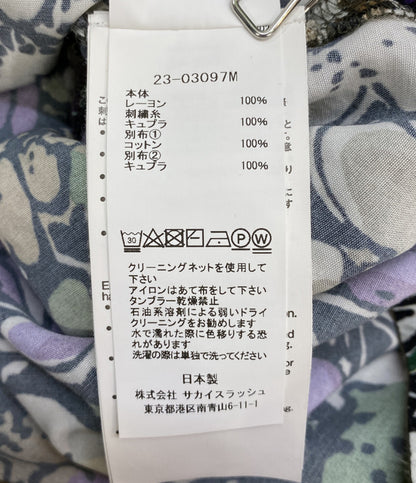 23-03097M
本体
レーヨン 100%
刺繍糸
キュプラ 100%
別布①
コットン 100%
別布②
キュプラ 100%
30
P W
クリーニングネットを使用して
下さい
アイロンはあて布をして下さい
タンブラー乾燥禁止
石油系溶剤による弱いドライ
クリーニングをお勧めします
水で濡れた際に色移りする恐
れがあります
洗濯の際は単独で洗ってください
日本製
株式会社 サカイスラッシュ
東京都港区南青山6-11-1